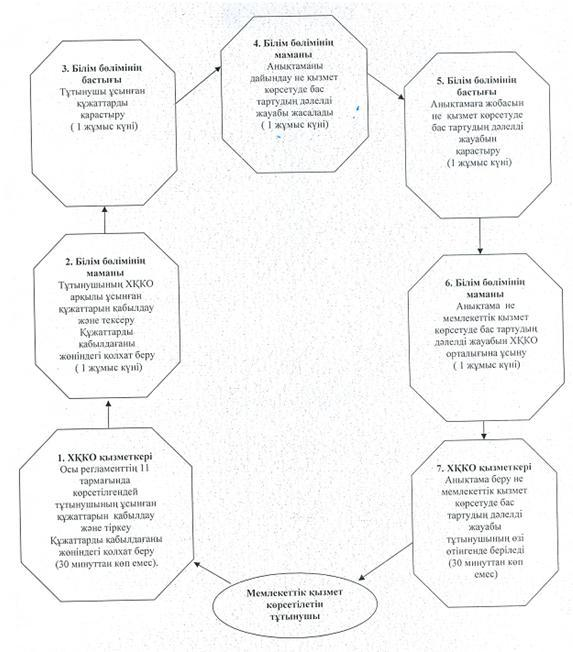 1. ХҚКО қызметкері
Осы регламенттің 11
тармағында
көрсетілгендей
тұтынушының ұсынған
құжаттарын қабылдау
және тіркеу
Құжаттарды қабылдағаны
жөніндегі қолхат беру
(30 минуттан көп емес).
2. Білім бөлімінің
маманы
Тұтынушының ХҚКО
арқылы ұсынған
құжаттарын қабылдау
және тексеру
Құжаттарды
қабылдағаны
жөніндегі қолхат беру
( 1 жұмыс күні)
3. Білім бөлімінің
бастығы
Тұтынушы ұсынған
құжаттарды
қарастыру
( 1 жұмыс күні)
4. Білім бөлімінің
маманы
Анықтаманы
дайындау не қызмет
көрсетуде бас
тартудың дәлелді
жауабы жасалады
( 1 жұмыс күні)
5. Білім бөлімінің
бастығы
Анықтамаға жобасын
не қызмет көрсетуде
бас тартудың дәлелді
жауабын
қарастыру
(1 жұмыс күні)
6. Білім бөлімінің
маманы
Анықтама не
мемлекеттік қызмет
көрсетуде бас тартудың
дәлелді жауабын ХҚКО
орталығына ұсыну
( 1 жұмыс күні)
7. ХҚКО қызметкері
Анықтама беру не
мемлекеттік қызмет
көрсетуде бас
тартудың дәлелді
жауабы
тұтынушының өзі
өтінгенде беріледі
(30 минуттан көп
емес)
Мемлекеттік қызмет
көрсетілетін
тұтынушы